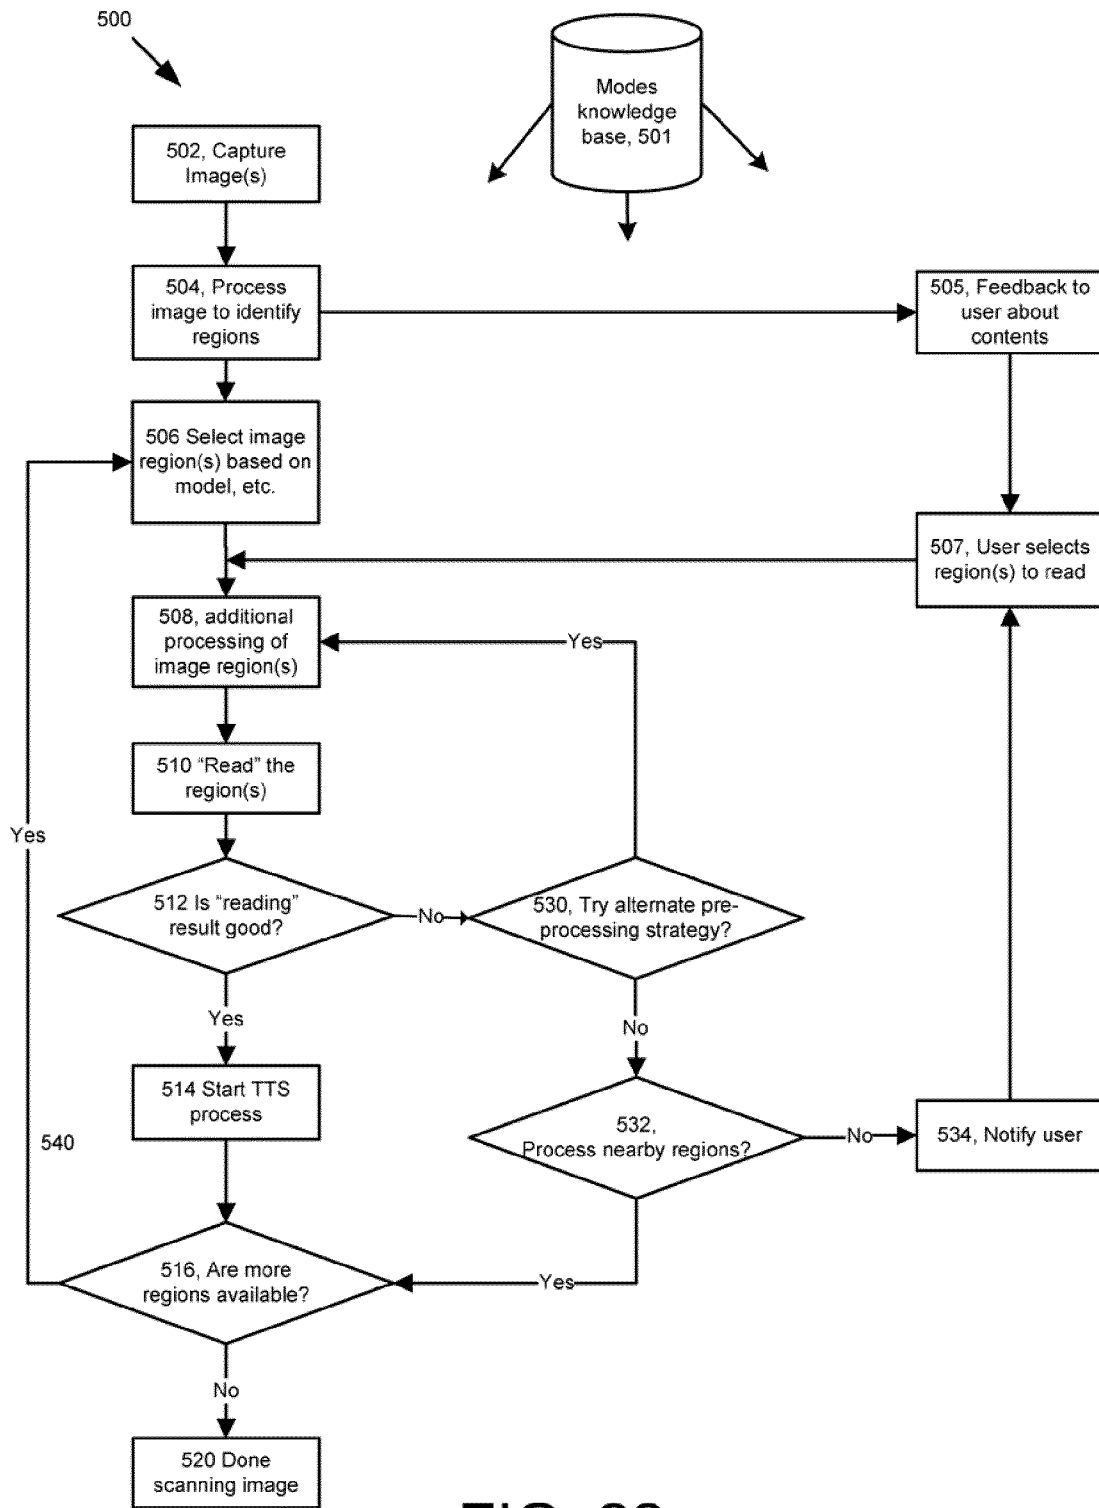 500
Modes
knowledge
base, 501
502, Capture
Image(s)
504, Process
image to identify
regions
505, Feedback to
user about
contents
506 Select image
region(s) based on
model, etc.
507, User selects
region(s) to read
508, additional
processing of
image region(s)
Yes
510 “Read” the
region(s)
Yes
512 Is “reading”
result good?
No
530, Try alternate pre-
processing strategy?
Yes
No
514 Start TTS
process
532,
Process nearby regions?
No
534, Notify user
540
516, Are more
regions available?
Yes
No
520 Done
scanning image